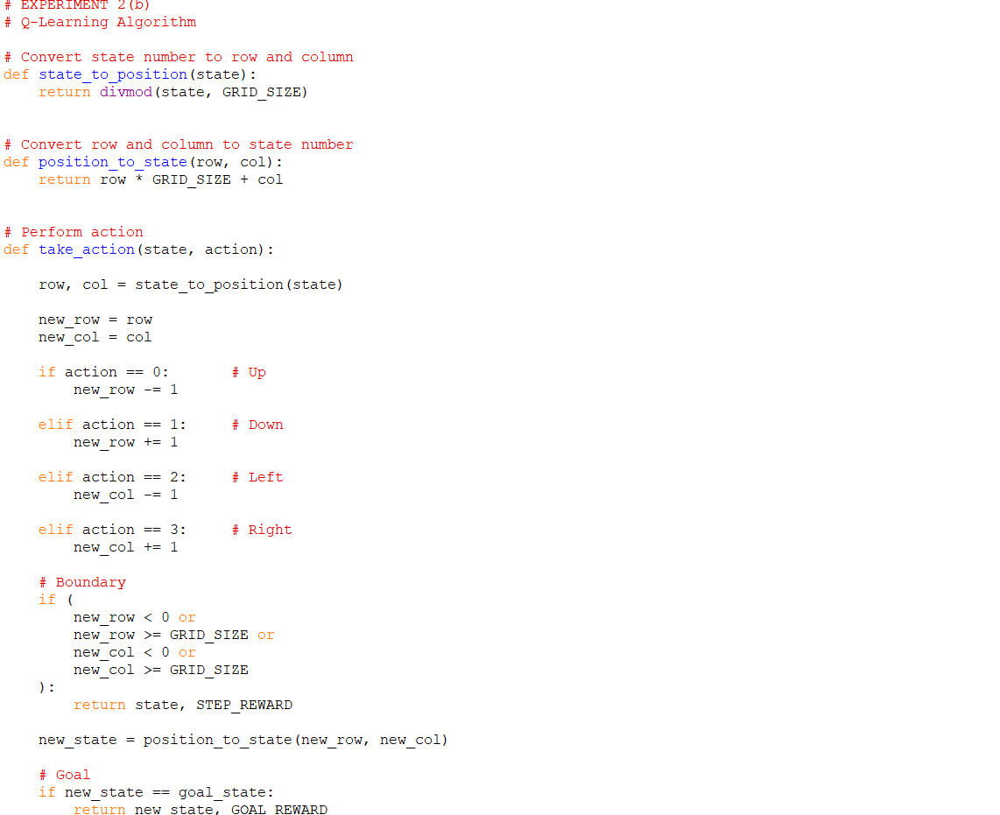 # EXPERIMENT 2(b)
# Q-Learning Algorithm

# Convert state number to row and column
def state_to_position(state):
    return divmod(state, GRID_SIZE)


# Convert row and column to state number
def position_to_state(row, col):
    return row * GRID_SIZE + col


# Perform action
def take_action(state, action):

    row, col = state_to_position(state)

    new_row = row
    new_col = col

    if action == 0:       # Up
        new_row -= 1

    elif action == 1:     # Down
        new_row += 1

    elif action == 2:     # Left
        new_col -= 1

    elif action == 3:     # Right
        new_col += 1

    # Boundary
    if (
        new_row < 0 or
        new_row >= GRID_SIZE or
        new_col < 0 or
        new_col >= GRID_SIZE
    ):
        return state, STEP_REWARD

    new_state = position_to_state(new_row, new_col)

    # Goal
    if new_state == goal_state:
        return new_state, GOAL_REWARD